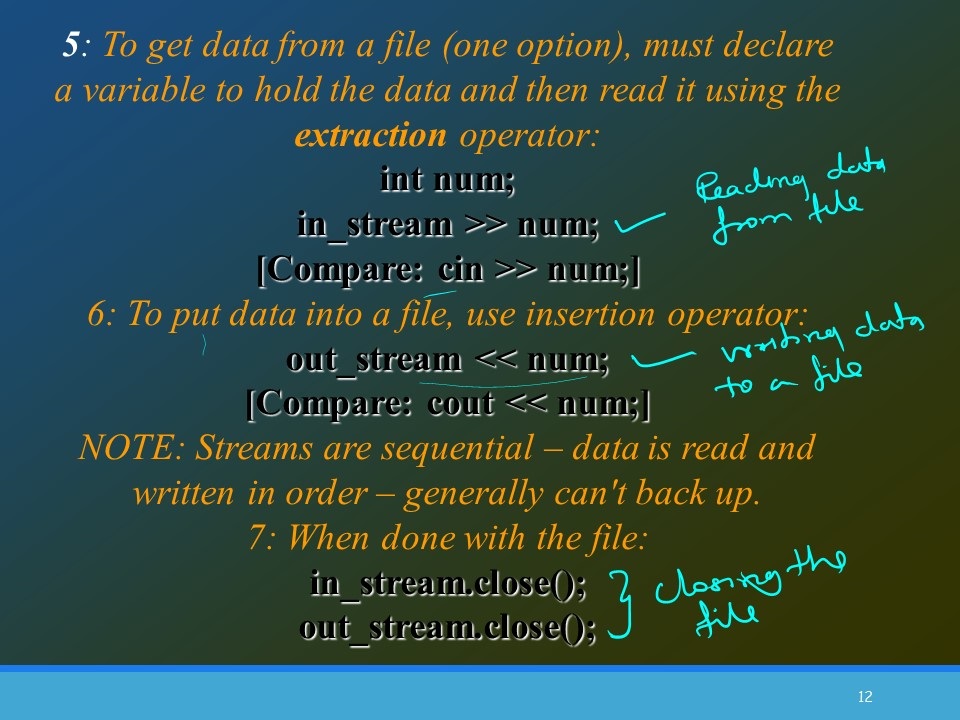 5: To get data from a file (one option), must declare
a variable to hold the data and then read it using the
extraction operator:
int num;
in_stream >> num;
[Compare: cin >> num;]
Reading data
from file
6: To put data into a file, use insertion operator:
out_stream << num;
[Compare: cout << num;]
writing data
to a file
NOTE: Streams are sequential – data is read and
written in order – generally can't back up.
7: When done with the file:
in_stream.close();
out_stream.close();
closing the
file
12